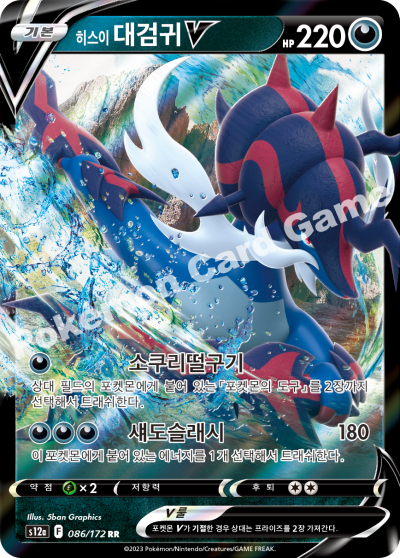 기본 히스이 대검귀 V HP 220
Pokémon Card Game
소쿠리떨구기
상대 필드의 포켓몬에게 붙어 있는 「포켓몬의 도구」를 2장까지
선택해서 트래쉬한다.
섀도슬래시 180
이 포켓몬에게 붙어 있는 에너지를 1개 선택해서 트래쉬한다.
약점 ×2 저항력 후퇴
Illus. 5ban Graphics
V 룰
s12a F 086/172 RR
포켓몬 V가 기절한 경우 상대는 프라이즈를 2장 가져간다.
©2023 Pokémon/Nintendo/Creatures/GAME FREAK.